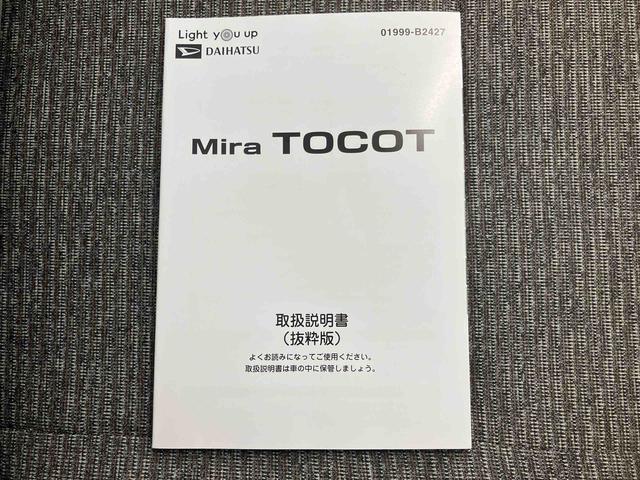 Light you up
DAIHATSU
01999-B2427
Mira TOCOT
取扱説明書
（抜粋版）
よくお読みになってご使用ください。
取扱説明書は車の中に保管しましょう。